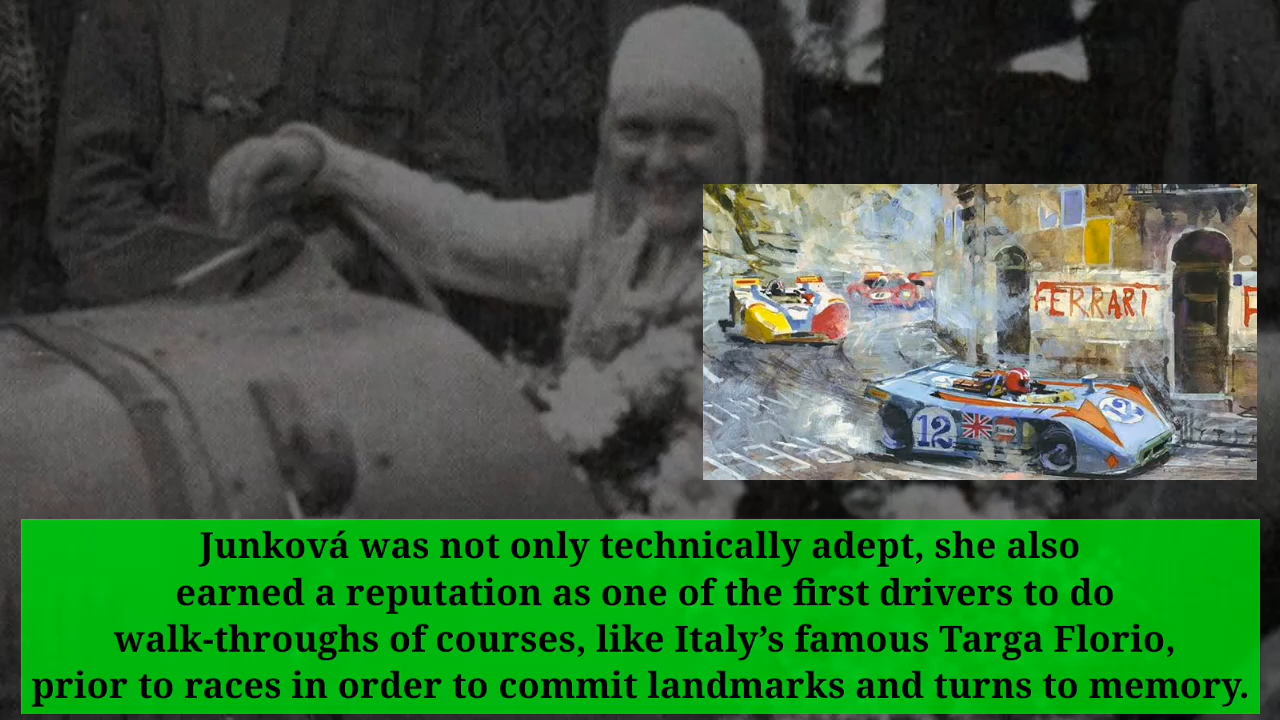 FERRARI
12
12
Junková was not only technically adept, she also
earned a reputation as one of the first drivers to do
walk-throughs of courses, like Italy’s famous Targa Florio,
prior to races in order to commit landmarks and turns to memory.